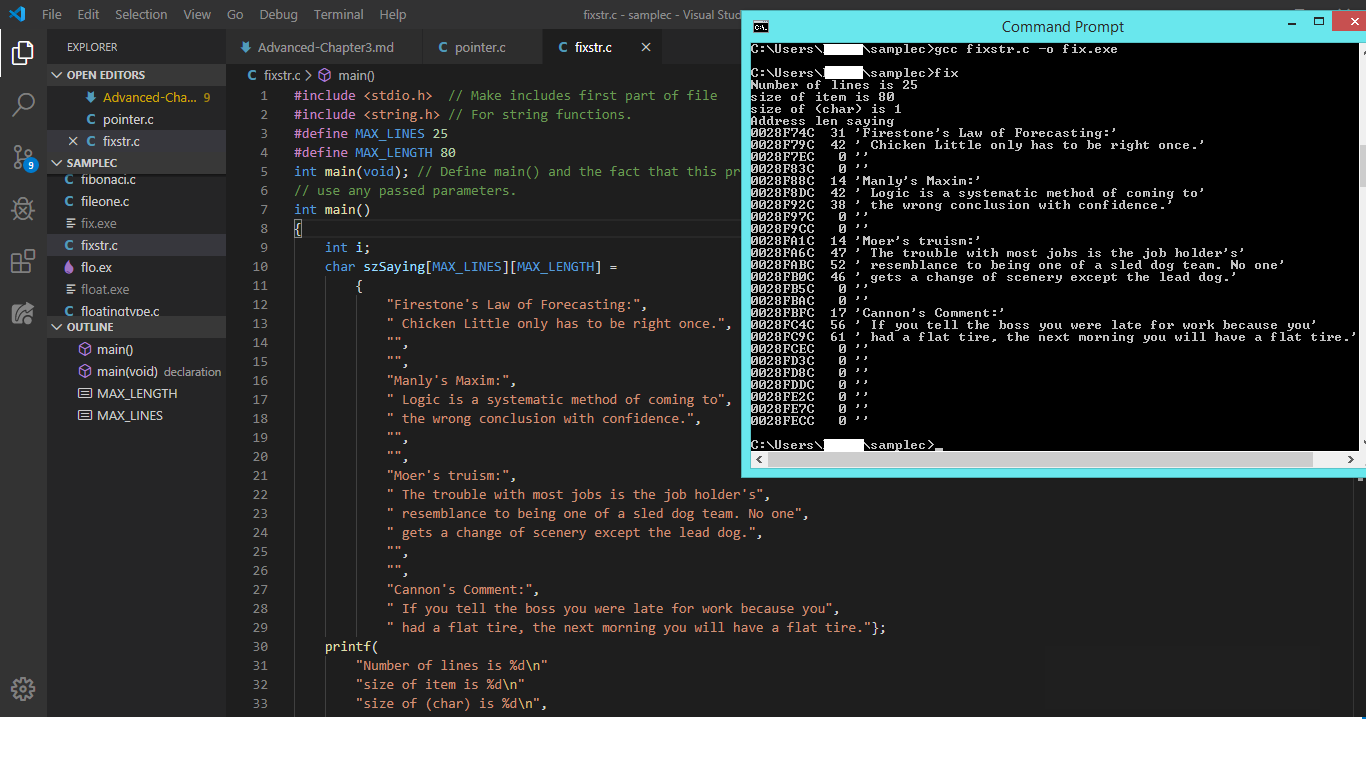 File Edit Selection View Go Debug Terminal Help fixstr.c - samplec - Visual Stu
EXPLORER
OPEN EDITORS
Advanced-Cha... 9
pointer.c
fixstr.c
SAMPLEC
fibonaci.c
fileone.c
fix.exe
fixstr.c
flo.ex
float.exe
floatingtype.c
OUTLINE
main()
main(void) declaration
MAX_LENGTH
MAX_LINES
9
Advanced-Chapter3.md pointer.c fixstr.c
fixstr.c > main()
1 #include <stdio.h> // Make includes first part of file
2 #include <string.h> // For string functions.
3 #define MAX_LINES 25
4 #define MAX_LENGTH 80
5 int main(void); // Define main() and the fact that this pr
6 // use any passed parameters.
7 int main()
8 {
9 int i;
10 char szSaying[MAX_LINES][MAX_LENGTH] =
11 {
12 "Firestone's Law of Forecasting:",
13 " Chicken Little only has to be right once.",
14 "",
15 "",
16 "Manly's Maxim:",
17 " Logic is a systematic method of coming to",
18 " the wrong conclusion with confidence.",
19 "",
20 "",
21 "Moer's truism:",
22 " The trouble with most jobs is the job holder's",
23 " resemblance to being one of a sled dog team. No one",
24 " gets a change of scenery except the lead dog.",
25 "",
26 "",
27 "Cannon's Comment:",
28 " If you tell the boss you were late for work because you",
29 " had a flat tire, the next morning you will have a flat tire."};
30 printf(
31 "Number of lines is %d\n"
32 "size of item is %d\n"
33 "size of (char) is %d\n",
C:\.
Command Prompt
C:\Users\ \samplec>gcc fixstr.c -o fix.exe
C:\Users\ \samplec>fix
Number of lines is 25
size of item is 80
size of (char) is 1
Address len saying
0028F74C 31 'Firestone's Law of Forecasting:'
0028F79C 42 ' Chicken Little only has to be right once.'
0028F7EC 0 ''
0028F83C 0 ''
0028F88C 14 'Manly's Maxim:'
0028F8DC 42 ' Logic is a systematic method of coming to'
0028F92C 38 ' the wrong conclusion with confidence.'
0028F97C 0 ''
0028F9CC 0 ''
0028FA1C 14 'Moer's truism:'
0028FA6C 47 ' The trouble with most jobs is the job holder's'
0028FABC 52 ' resemblance to being one of a sled dog team. No one'
0028FB0C 46 ' gets a change of scenery except the lead dog.'
0028FB5C 0 ''
0028FBAC 0 ''
0028FBFC 17 'Cannon's Comment:'
0028FC4C 56 ' If you tell the boss you were late for work because you'
0028FC9C 61 ' had a flat tire, the next morning you will have a flat tire.'
0028FCEC 0 ''
0028FD3C 0 ''
0028FD8C 0 ''
0028FDDC 0 ''
0028FE2C 0 ''
0028FE7C 0 ''
0028FECC 0 ''
C:\Users\ \samplec>